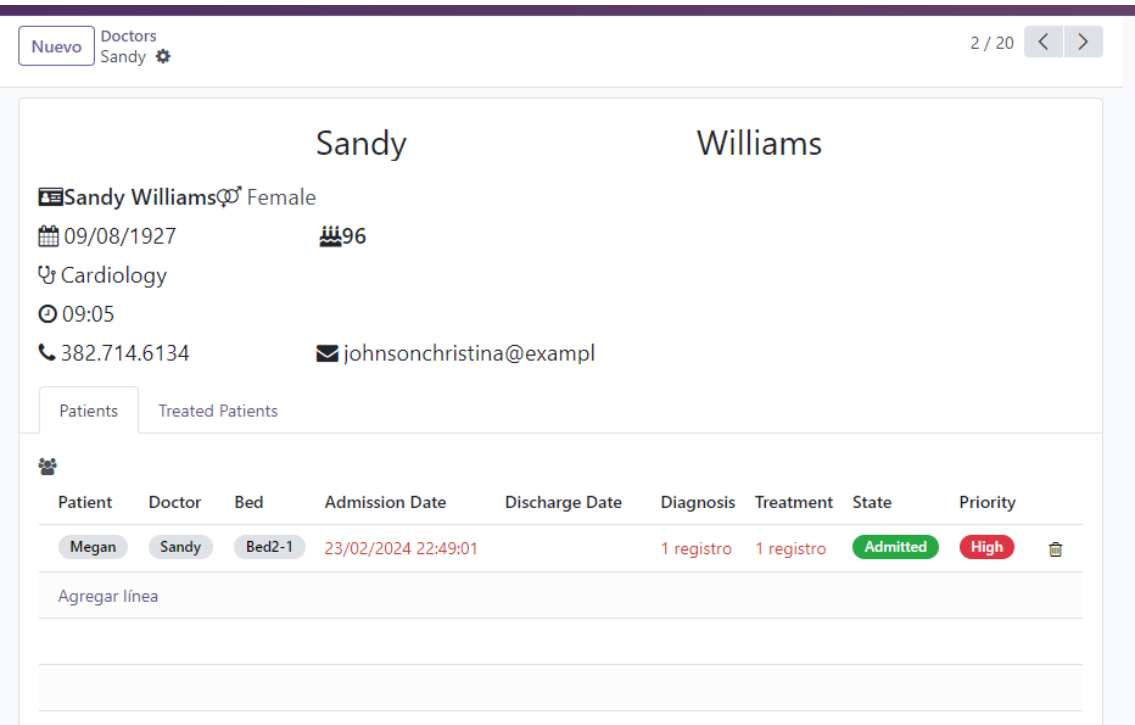 Nuevo
Doctors
Sandy
2 / 20
Sandy Williams
Sandy Williams Female
09/08/1927 96
Cardiology
09:05
382.714.6134 johnsonchristina@exampl
Patients Treated Patients
Patient Doctor Bed Admission Date Discharge Date Diagnosis Treatment State Priority
Megan Sandy Bed2-1 23/02/2024 22:49:01 1 registro 1 registro Admitted High
Agregar línea